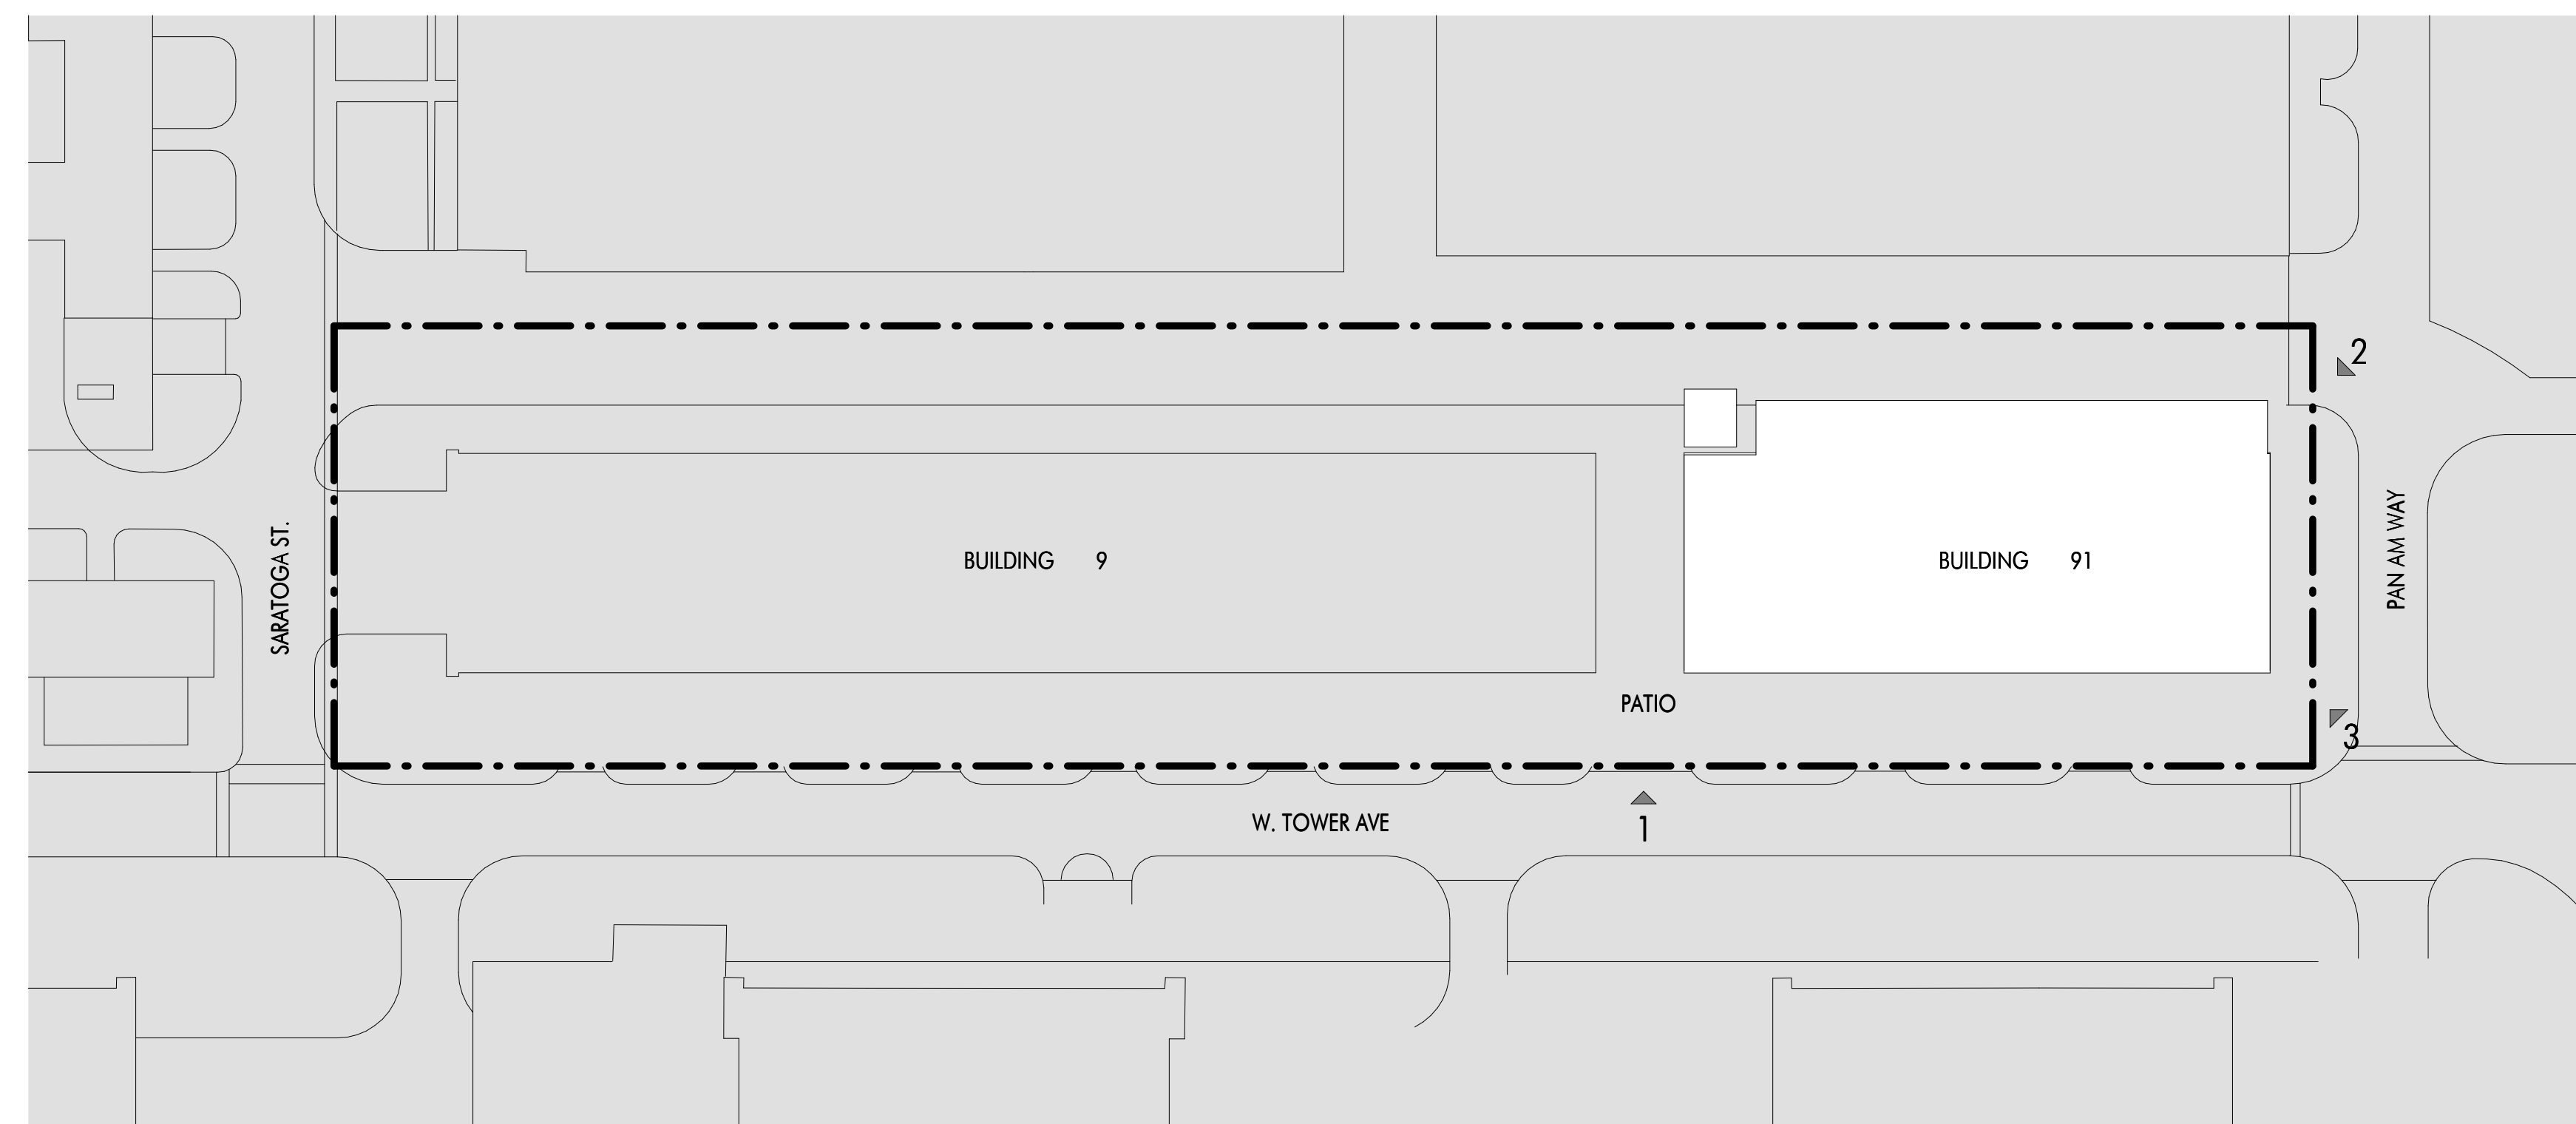 2
SARATOGA ST.
BUILDING 9
BUILDING 91
PAN AM WAY
PATIO
3
W. TOWER AVE
1